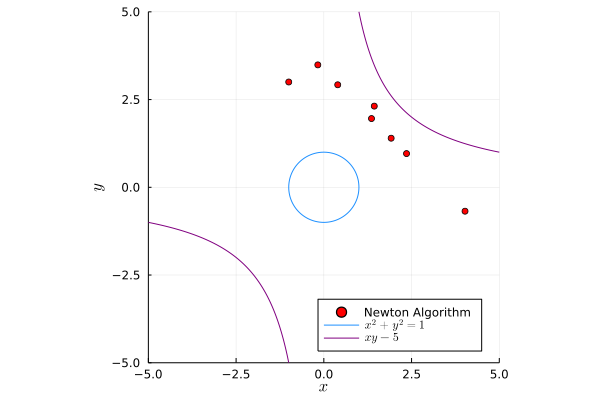 5.0
2.5
0.0
−2.5
−5.0
y
−5.0 −2.5 0.0 2.5 5.0
x
Newton Algorithm
x² + y² = 1
xy − 5